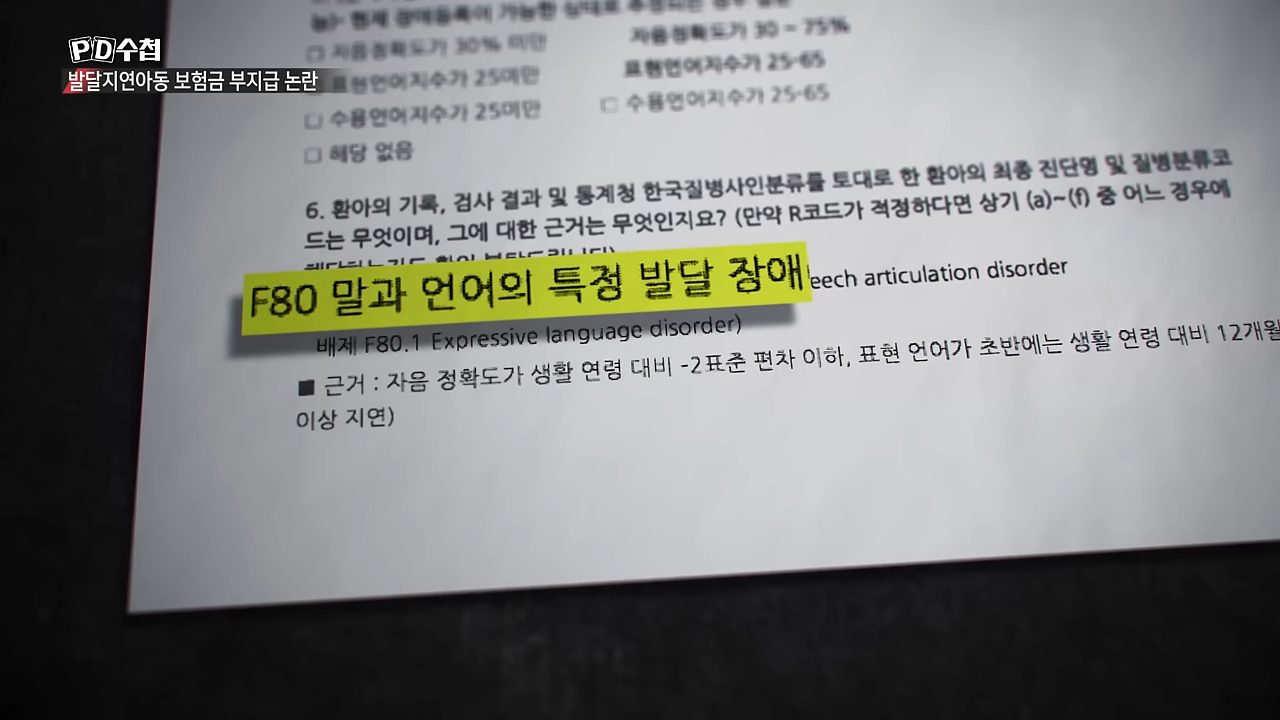 PD수첩
발달지연아동 보험금 부지급 논란
□ 자음정확도가 30% 미만 자음정확도가 30 ~ 75%
표현언어지수가 25미만 표현언어지수가 25-65
□ 수용언어지수가 25미만 □ 수용언어지수가 25-65
□ 해당 없음
6. 환아의 기록, 검사 결과 및 통계청 한국질병사인분류를 토대로 한 환아의 최종 진단명 및 질병분류코
드는 무엇이며, 그에 대한 근거는 무엇인지요? (만약 R코드가 적정하다면 상기 (a)~(f) 중 어느 경우에
F80 말과 언어의 특정 발달 장애 eech articulation disorder
배제 F80.1 Expressive language disorder)
■ 근거 : 자음 정확도가 생활 연령 대비 -2표준 편차 이하, 표현 언어가 초반에는 생활 연령 대비 12개월
이상 지연)